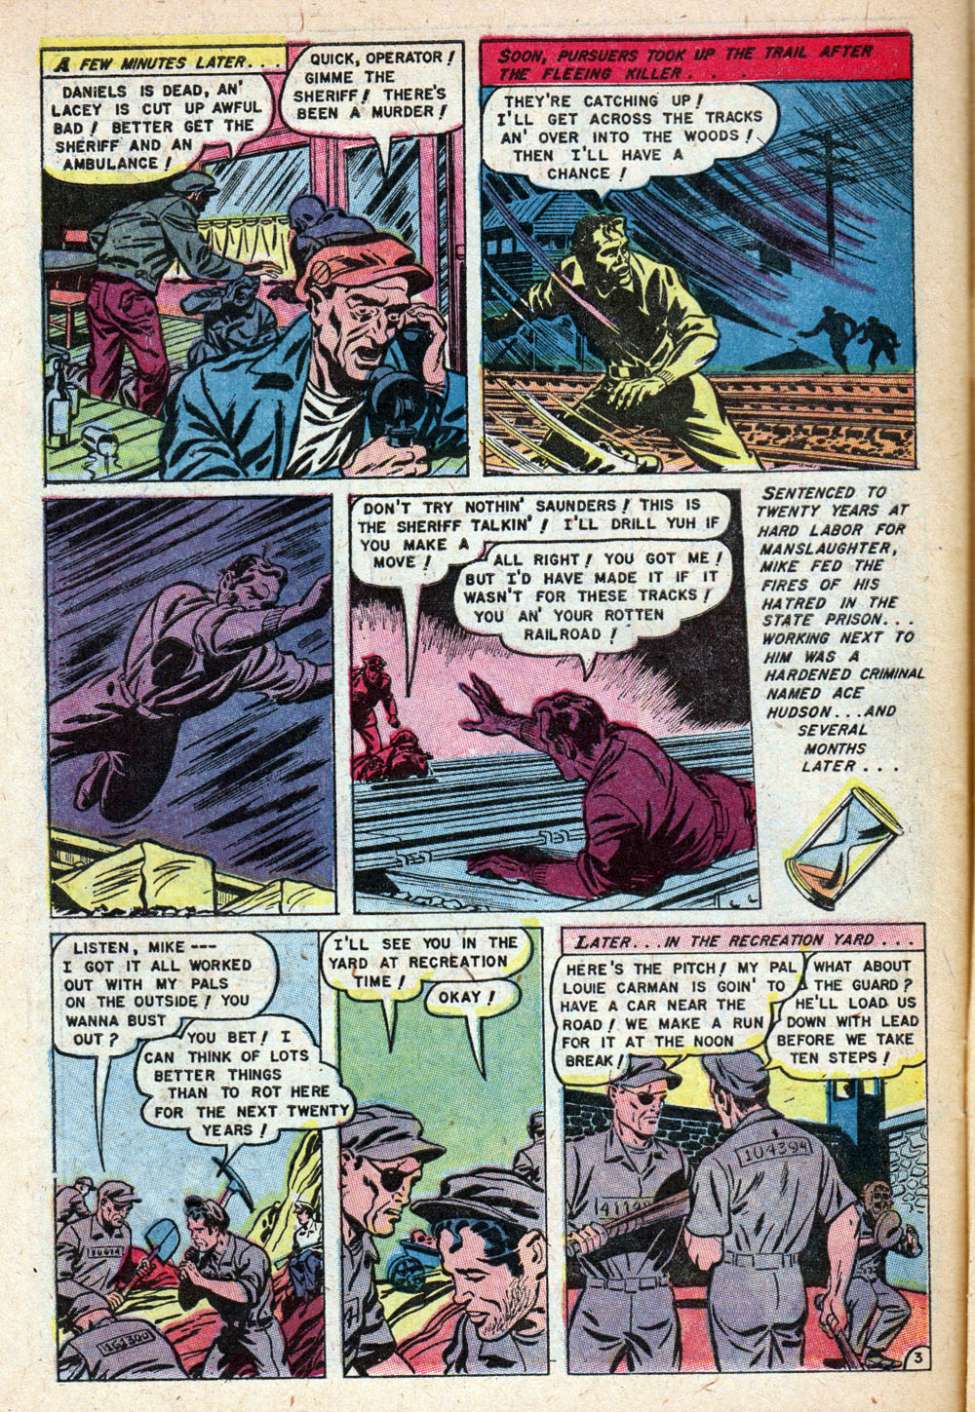 A FEW MINUTES LATER...
DANIELS IS DEAD, AN'
LACEY IS CUT UP AWFUL
BAD! BETTER GET THE
SHERIFF AND AN
AMBULANCE!
QUICK, OPERATOR!
GIMME THE
SHERIFF! THERE'S
BEEN A MURDER!
SOON, PURSUERS TOOK UP THE TRAIL AFTER
THE FLEEING KILLER...
THEY'RE CATCHING UP!
I'LL GET ACROSS THE TRACKS
AN' OVER INTO THE WOODS!
THEN I'LL HAVE A
CHANCE!
DON'T TRY NOTHIN' SAUNDERS! THIS IS
THE SHERIFF TALKIN'! I'LL DRILL YUH IF
YOU MAKE A
MOVE!
ALL RIGHT! YOU GOT ME!
BUT I'D HAVE MADE IT IF IT
WASN'T FOR THESE TRACKS!
YOU AN' YOUR ROTTEN
RAILROAD!
SENTENCED TO
TWENTY YEARS AT
HARD LABOR FOR
MANSLAUGHTER,
MIKE FED THE
FIRES OF HIS
HATRED IN THE
STATE PRISON...
WORKING NEXT TO
HIM WAS A
HARDENED CRIMINAL
NAMED ACE
HUDSON...AND
SEVERAL
MONTHS
LATER...
LISTEN, MIKE ---
I GOT IT ALL WORKED
OUT WITH MY PALS
ON THE OUTSIDE! YOU
WANNA BUST
OUT?
YOU BET! I
CAN THINK OF LOTS
BETTER THINGS
THAN TO ROT HERE
FOR THE NEXT TWENTY
YEARS!
I'LL SEE YOU IN THE
YARD AT RECREATION
TIME!
OKAY!
LATER...IN THE RECREATION YARD...
HERE'S THE PITCH! MY PAL
LOUIE CARMAN IS GOIN' TO
HAVE A CAR NEAR THE
ROAD! WE MAKE A RUN
FOR IT AT THE NOON
BREAK!
WHAT ABOUT
THE GUARD?
HE'LL LOAD US
DOWN WITH LEAD
BEFORE WE TAKE
TEN STEPS!
104394
3